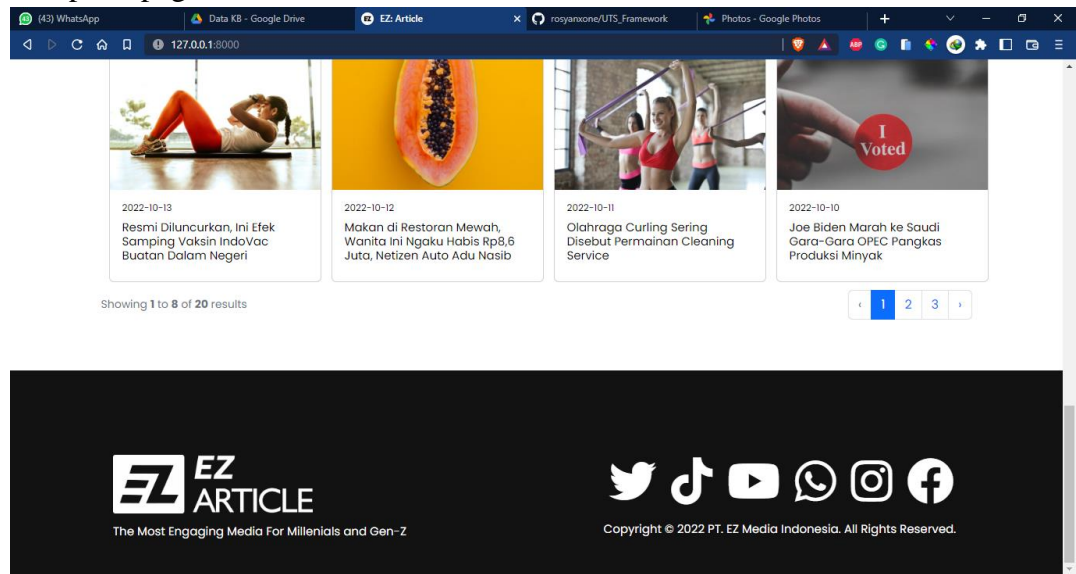 (43) WhatsApp
Data KB - Google Drive
EZ: Article
rosyanxone/UTS_Framework
Photos - Google Photos
127.0.0.1:8000
I
Voted
2022-10-13
Resmi Diluncurkan, Ini Efek
Samping Vaksin IndoVac
Buatan Dalam Negeri
2022-10-12
Makan di Restoran Mewah,
Wanita Ini Ngaku Habis Rp8,6
Juta, Netizen Auto Adu Nasib
2022-10-11
Olahraga Curling Sering
Disebut Permainan Cleaning
Service
2022-10-10
Joe Biden Marah ke Saudi
Gara-Gara OPEC Pangkas
Produksi Minyak
Showing 1 to 8 of 20 results
‹ 1 2 3 ›
EZ
EZ
ARTICLE
The Most Engaging Media For Millenials and Gen-Z
Copyright © 2022 PT. EZ Media Indonesia. All Rights Reserved.